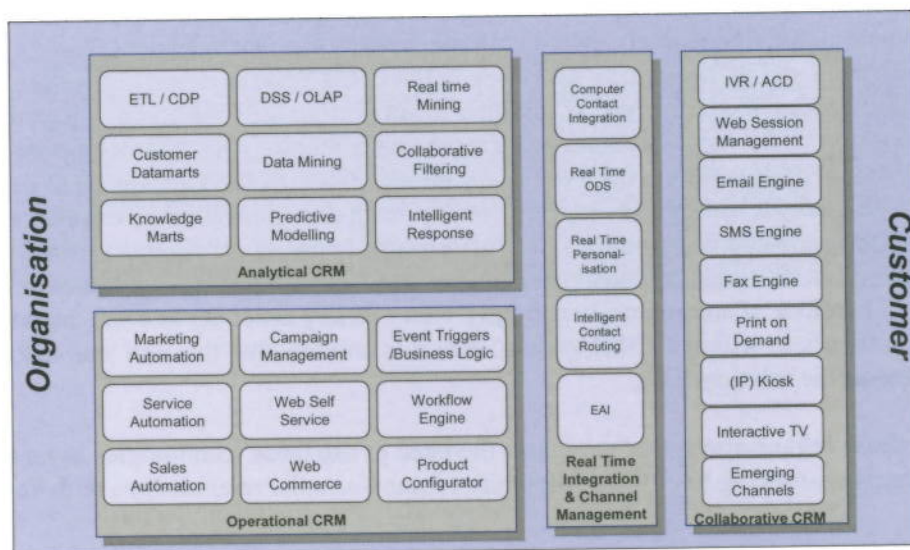 Organisation
ETL / CDP
DSS / OLAP
Real time
Mining
Customer
Datamarts
Data Mining
Collaborative
Filtering
Knowledge
Marts
Predictive
Modelling
Intelligent
Response
Analytical CRM
Marketing
Automation
Campaign
Management
Event Triggers
/Business Logic
Service
Automation
Web Self
Service
Workflow
Engine
Sales
Automation
Web
Commerce
Product
Configurator
Operational CRM
Computer
Contact
Integration
Real Time
ODS
Real Time
Personal-
isation
Intelligent
Contact
Routing
EAI
Real Time
Integration
& Channel
Management
IVR / ACD
Web Session
Management
Email Engine
SMS Engine
Fax Engine
Print on
Demand
(IP) Kiosk
Interactive TV
Emerging
Channels
Collaborative CRM
Customer